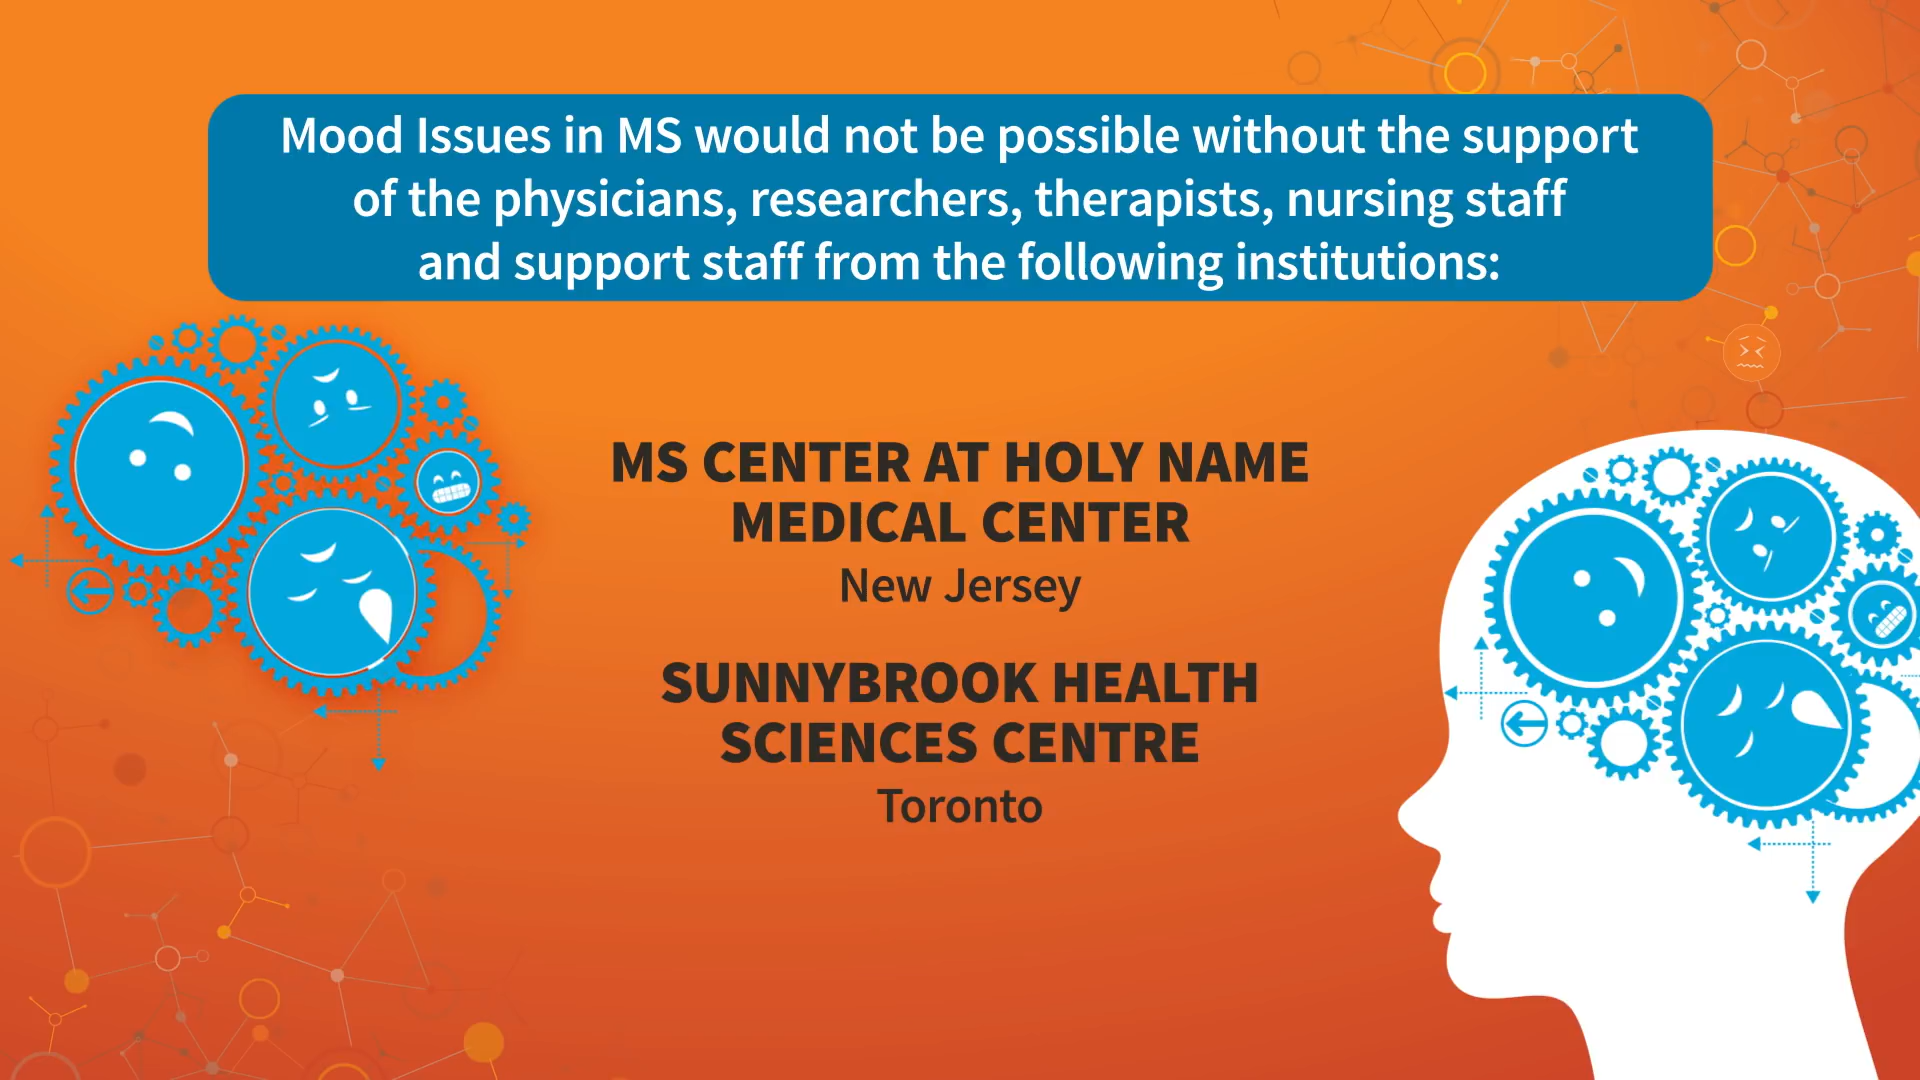 Mood Issues in MS would not be possible without the support
of the physicians, researchers, therapists, nursing staff
and support staff from the following institutions:
MS CENTER AT HOLY NAME
MEDICAL CENTER
New Jersey
SUNNYBROOK HEALTH
SCIENCES CENTRE
Toronto